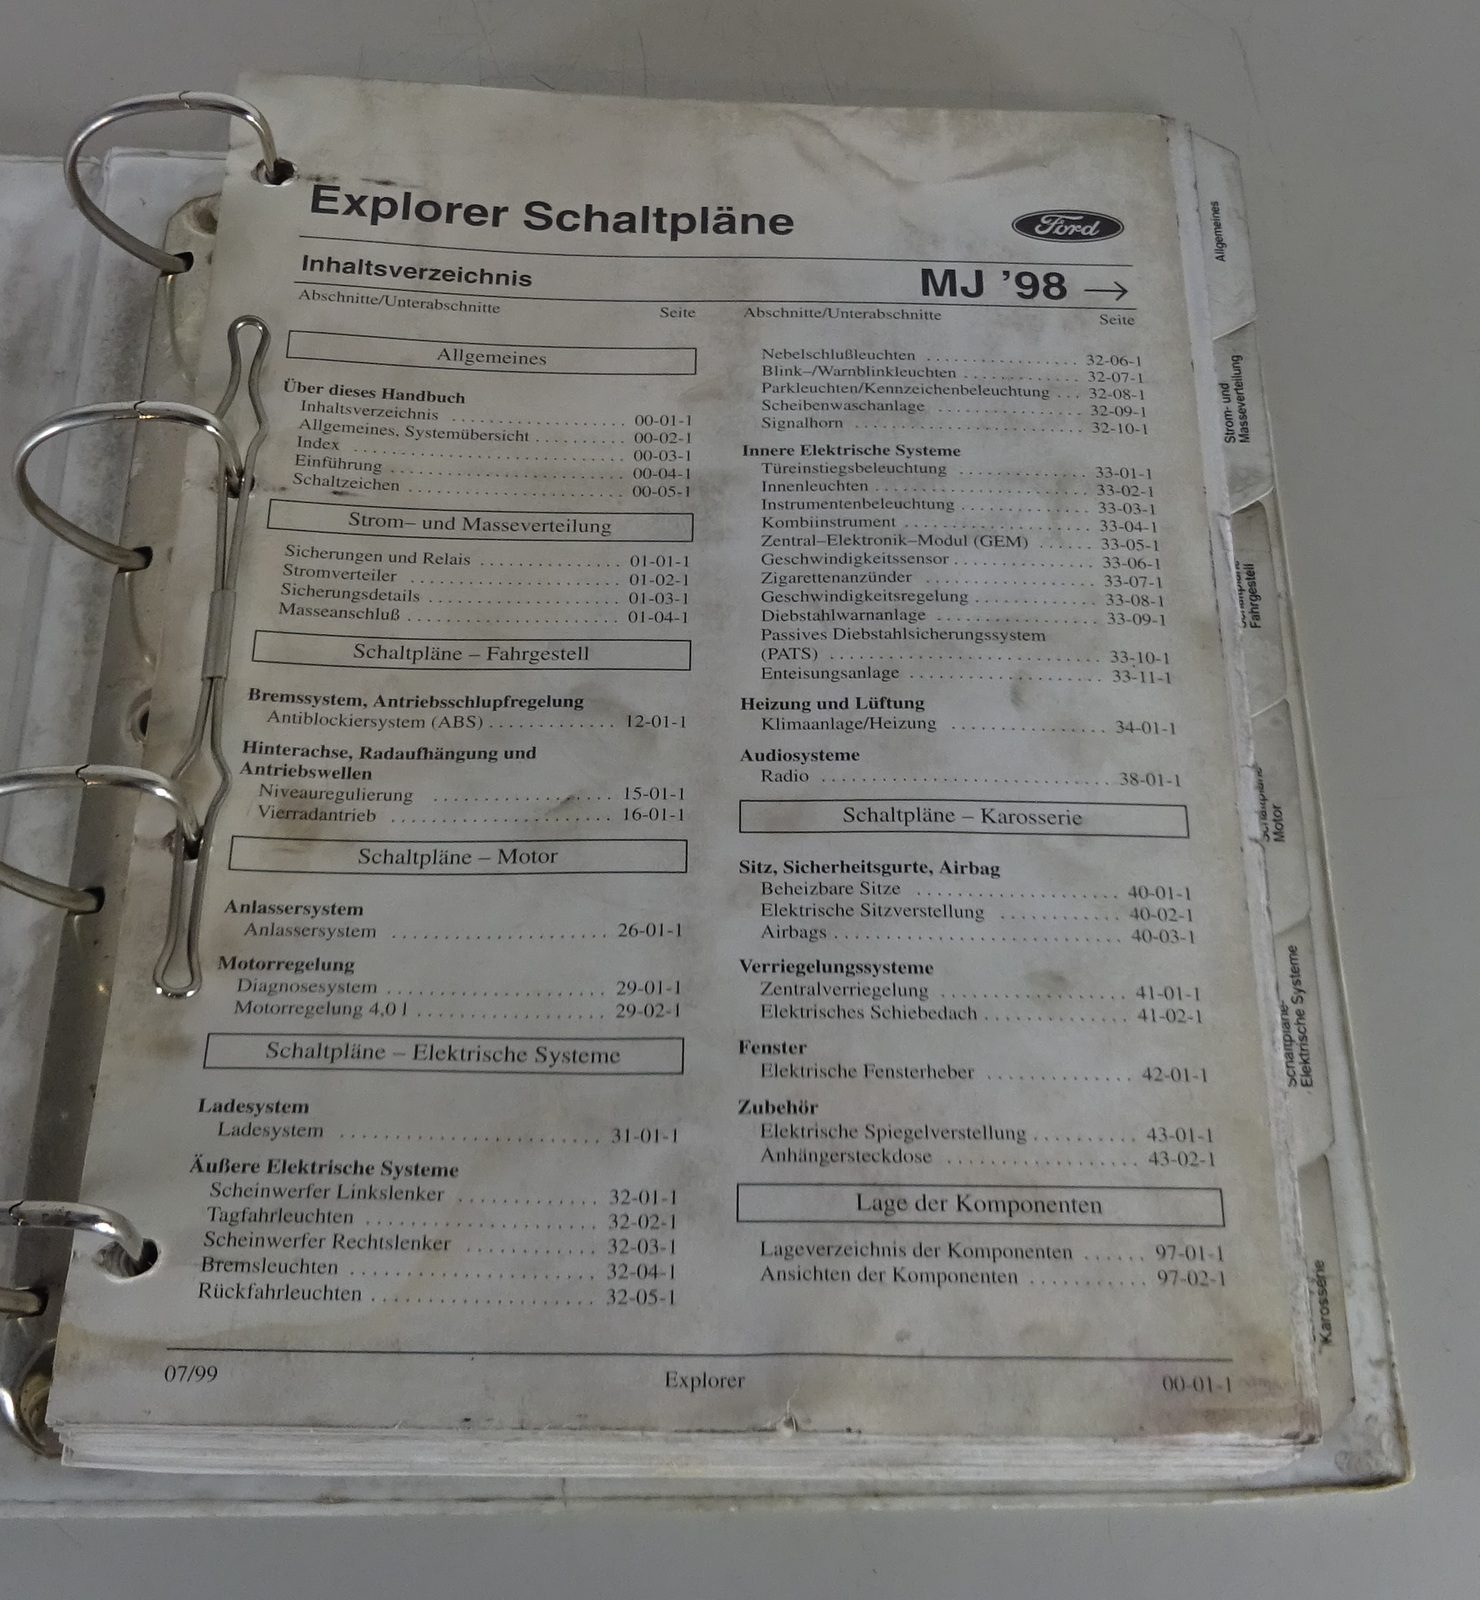 Explorer Schaltpläne
Ford
Inhaltsverzeichnis
MJ ’98 →
Abschnitte/Unterabschnitte Seite
Allgemeines
Über dieses Handbuch
Inhaltsverzeichnis .................... 00-01-1
Allgemeines, Systemübersicht .......... 00-02-1
Index .............................. 00-03-1
Einführung .......................... 00-04-1
Schaltzeichen ........................ 00-05-1
Strom– und Masseverteilung
Sicherungen und Relais ................ 01-01-1
Stromverteiler ........................ 01-02-1
Sicherungsdetails ...................... 01-03-1
Masseanschluß ........................ 01-04-1
Schaltpläne – Fahrgestell
Bremssystem, Antriebsschlupfregelung
Antiblockiersystem (ABS) ............. 12-01-1
Hinterachse, Radaufhängung und
Antriebswellen
Niveauregulierung .................. 15-01-1
Vierradantrieb ...................... 16-01-1
Schaltpläne – Motor
Anlassersystem
Anlassersystem .................... 26-01-1
Motorregelung
Diagnosesystem .................... 29-01-1
Motorregelung 4,0 l .................. 29-02-1
Schaltpläne – Elektrische Systeme
Ladesystem
Ladesystem ........................ 31-01-1
Äußere Elektrische Systeme
Scheinwerfer Linkslenker ............ 32-01-1
Tagfahrleuchten .................... 32-02-1
Scheinwerfer Rechtslenker ............ 32-03-1
Bremsleuchten ...................... 32-04-1
Rückfahrleuchten .................... 32-05-1
Abschnitte/Unterabschnitte Seite
Nebelschlußleuchten ................ 32-06-1
Blink–/Warnblinkleuchten ............ 32-07-1
Parkleuchten/Kennzeichenbeleuchtung ... 32-08-1
Scheibenwaschanlage ................ 32-09-1
Signalhorn ........................ 32-10-1
Innere Elektrische Systeme
Türeinstiegsbeleuchtung .............. 33-01-1
Innenleuchten ...................... 33-02-1
Instrumentenbeleuchtung .............. 33-03-1
Kombiinstrument .................... 33-04-1
Zentral–Elektronik–Modul (GEM) ...... 33-05-1
Geschwindigkeitssensor .............. 33-06-1
Zigarettenanzünder .................. 33-07-1
Geschwindigkeitsregelung ............ 33-08-1
Diebstahlwarnanlage ................ 33-09-1
Passives Diebstahlsicherungssystem
(PATS) ............................ 33-10-1
Enteisungsanlage .................... 33-11-1
Heizung und Lüftung
Klimaanlage/Heizung ................ 34-01-1
Audiosysteme
Radio ............................ 38-01-1
Schaltpläne – Karosserie
Sitz, Sicherheitsgurte, Airbag
Beheizbare Sitze .................... 40-01-1
Elektrische Sitzverstellung ............ 40-02-1
Airbags ............................ 40-03-1
Verriegelungssysteme
Zentralverriegelung .................. 41-01-1
Elektrisches Schiebedach .............. 41-02-1
Fenster
Elektrische Fensterheber .............. 42-01-1
Zubehör
Elektrische Spiegelverstellung .......... 43-01-1
Anhängersteckdose .................. 43-02-1
Lage der Komponenten
Lageverzeichnis der Komponenten ...... 97-01-1
Ansichten der Komponenten .......... 97-02-1
07/99 Explorer 00-01-1
Allgemeines
Strom- und
Masseverteilung
Schaltpläne
Fahrgestell
Schaltpläne
Motor
Schaltpläne-
Elektrische Systeme
Karosserie